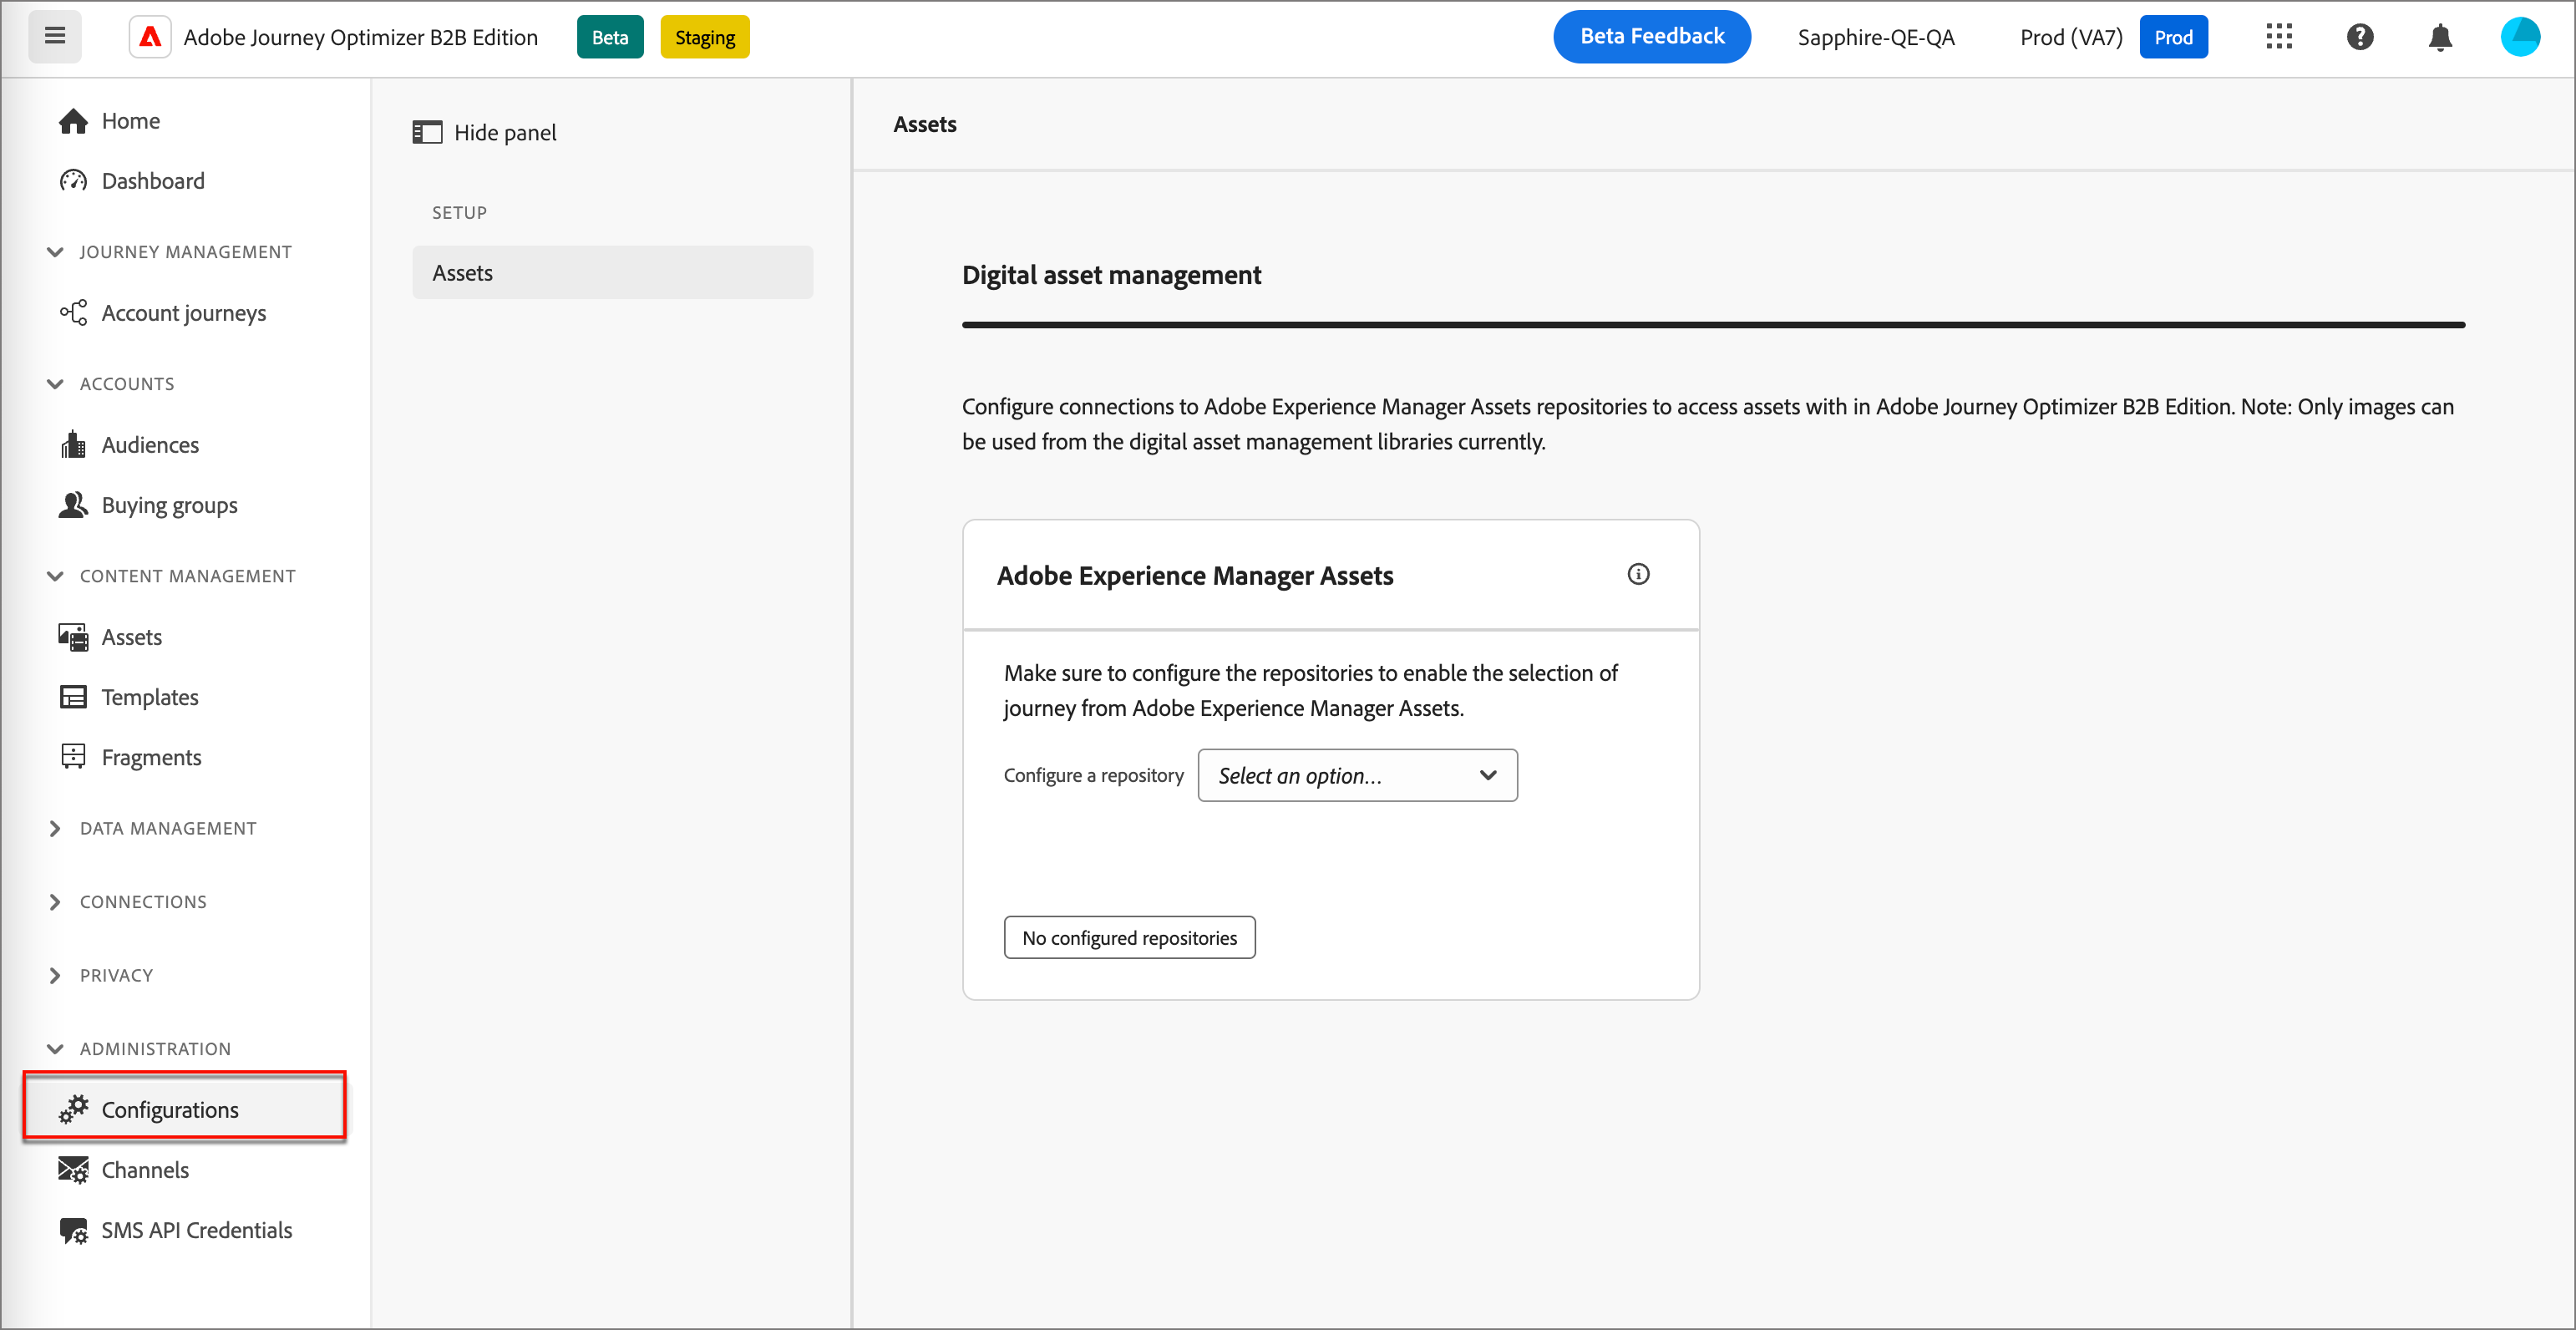 Adobe Journey Optimizer B2B Edition
Beta
Staging
Beta Feedback
Sapphire-QE-QA
Prod (VA7)
Prod
Home
Dashboard
JOURNEY MANAGEMENT
Account journeys
ACCOUNTS
Audiences
Buying groups
CONTENT MANAGEMENT
Assets
Templates
Fragments
DATA MANAGEMENT
CONNECTIONS
PRIVACY
ADMINISTRATION
Configurations
Channels
SMS API Credentials
Hide panel
SETUP
Assets
Assets
Digital asset management
Configure connections to Adobe Experience Manager Assets repositories to access assets with in Adobe Journey Optimizer B2B Edition. Note: Only images can
be used from the digital asset management libraries currently.
Adobe Experience Manager Assets
Make sure to configure the repositories to enable the selection of
journey from Adobe Experience Manager Assets.
Configure a repository
Select an option...
No configured repositories